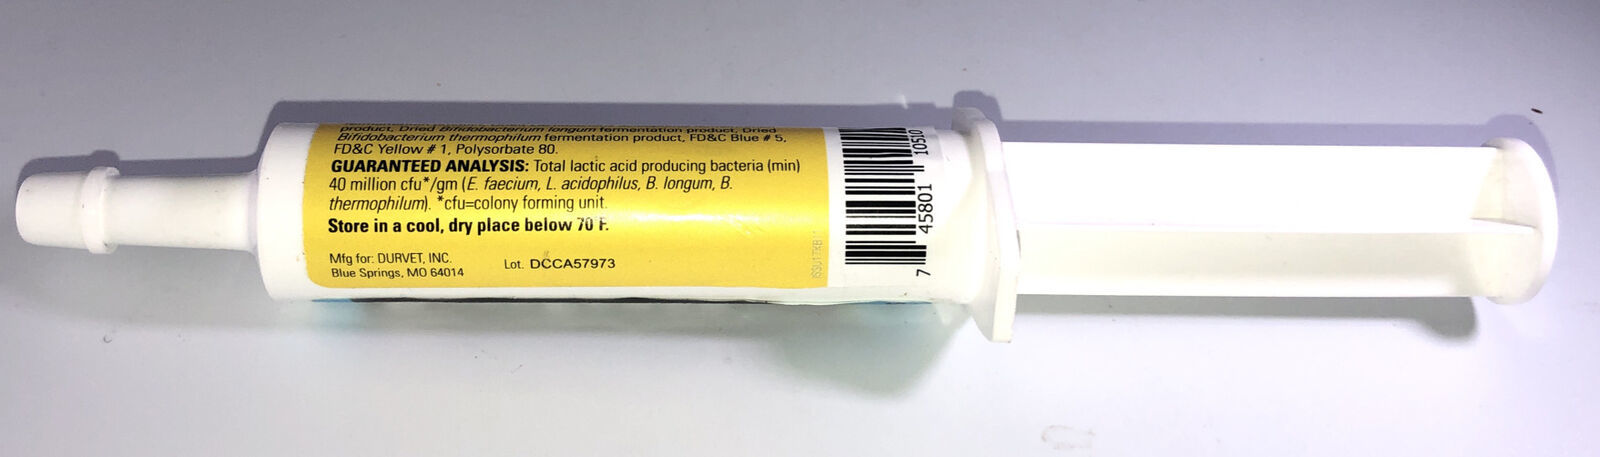 product, Dried Bifidobacterium longum fermentation product, Dried
Bifidobacterium thermophilum fermentation product, FD&C Blue # 5,
FD&C Yellow # 1, Polysorbate 80.
GUARANTEED ANALYSIS: Total lactic acid producing bacteria (min)
40 million cfu*/gm (E. faecium, L. acidophilus, B. longum, B.
thermophilum). *cfu=colony forming unit.
Store in a cool, dry place below 70°F.
Mfg for: DURVET, INC.
Blue Springs, MO 64014
Lot. DCCA57973
7 45801 10510